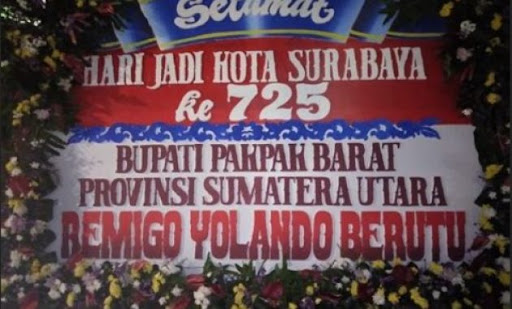 Selamat
HARI JADI KOTA SURABAYA
ke 725
BUPATI PAKPAK BARAT
PROVINSI SUMATERA UTARA
REMIGO YOLANDO BERUTU